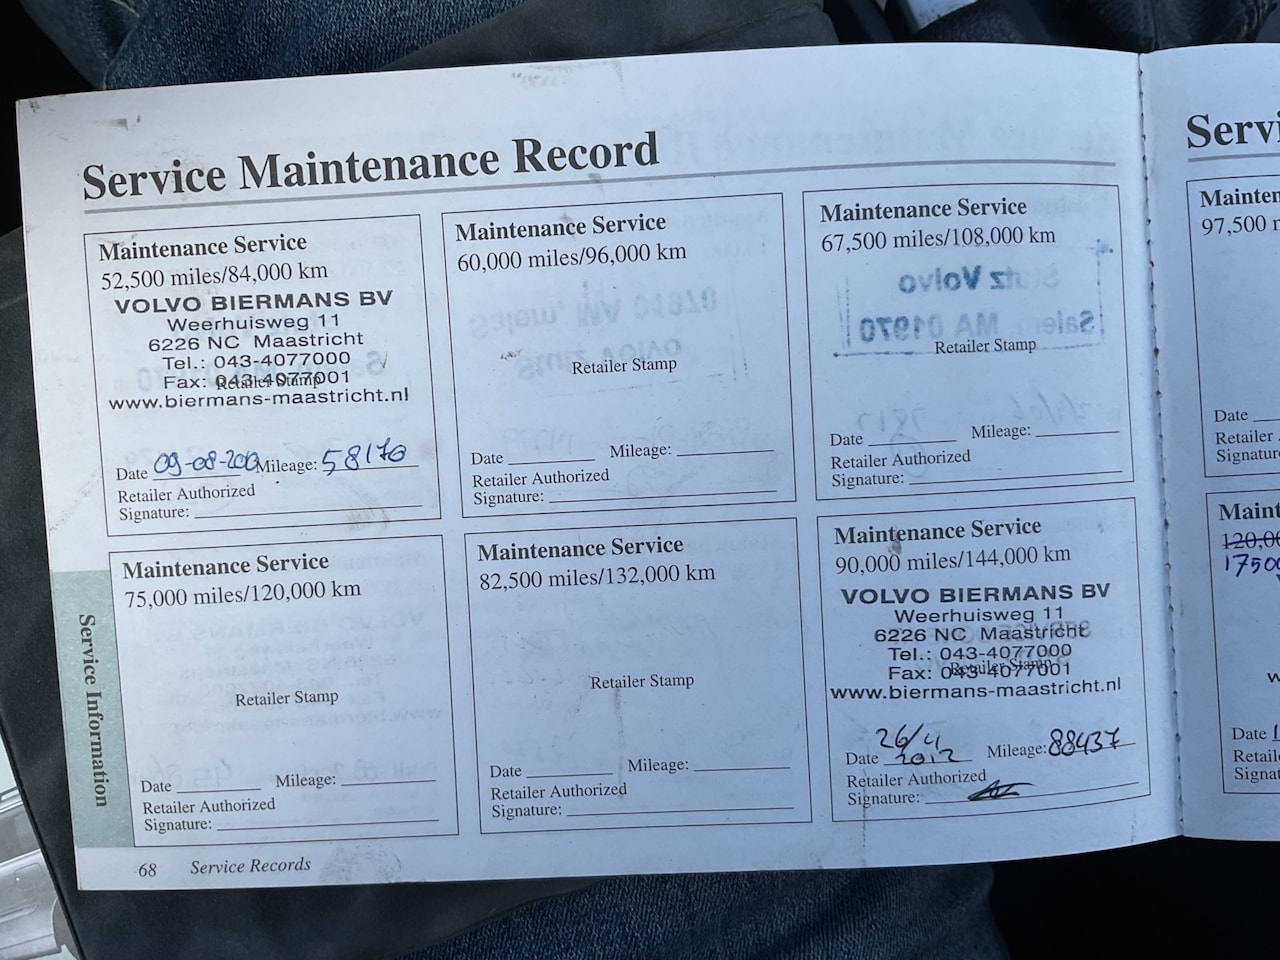 Service Maintenance Record
Maintenance Service
52,500 miles/84,000 km
VOLVO BIERMANS BV
Weerhuisweg 11
6226 NC Maastricht
Tel.: 043-4077000
Fax: 043-4077001
Retailer Stamp
www.biermans-maastricht.nl
Date 09-08- Mileage: 58170
Retailer Authorized
Signature:
Maintenance Service
60,000 miles/96,000 km
Retailer Stamp
Date Mileage:
Retailer Authorized
Signature:
Maintenance Service
67,500 miles/108,000 km
Retailer Stamp
Date Mileage:
Retailer Authorized
Signature:
Maintenance Service
75,000 miles/120,000 km
Retailer Stamp
Date Mileage:
Retailer Authorized
Signature:
Maintenance Service
82,500 miles/132,000 km
Retailer Stamp
Date Mileage:
Retailer Authorized
Signature:
Maintenance Service
90,000 miles/144,000 km
VOLVO BIERMANS BV
Weerhuisweg 11
6226 NC Maastricht
Tel.: 043-4077000
Fax: 043-4077001
Retailer Stamp
www.biermans-maastricht.nl
Date 26/4 2012 Mileage: 88437
Retailer Authorized
Signature:
Service Information
68 Service Records
Servi
Mainten
97,500 m
Date
Retailer
Signatur
Maint
120,00
1750
w
Date 1
Retail
Signa